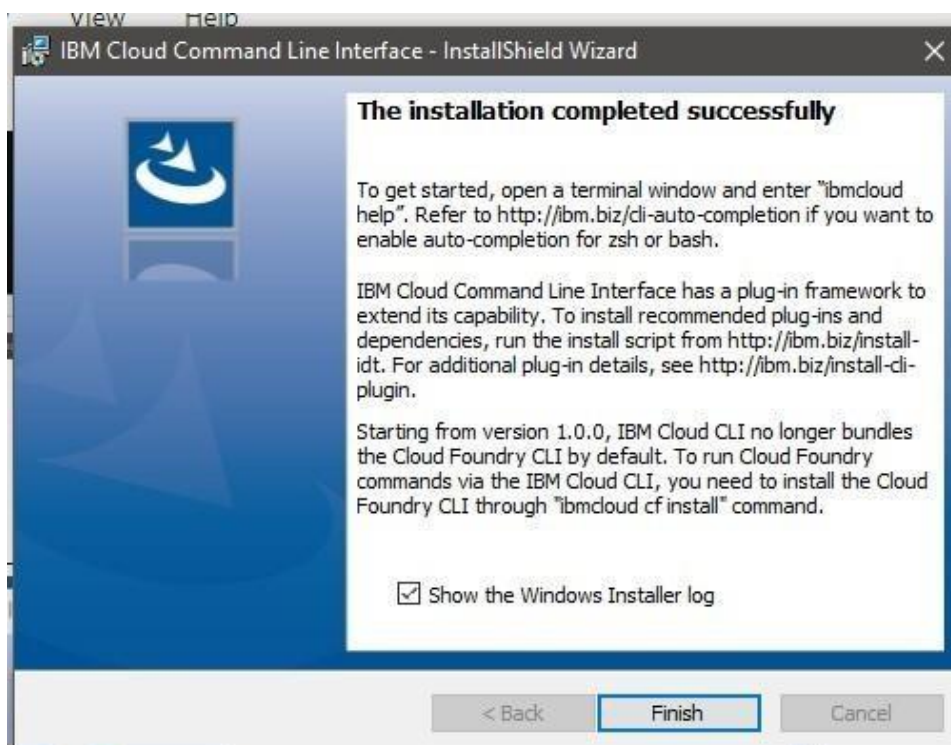 View Help
IBM Cloud Command Line Interface - InstallShield Wizard
The installation completed successfully
To get started, open a terminal window and enter "ibmcloud
help". Refer to http://ibm.biz/cli-auto-completion if you want to
enable auto-completion for zsh or bash.
IBM Cloud Command Line Interface has a plug-in framework to
extend its capability. To install recommended plug-ins and
dependencies, run the install script from http://ibm.biz/install-
idt. For additional plug-in details, see http://ibm.biz/install-cli-
plugin.
Starting from version 1.0.0, IBM Cloud CLI no longer bundles
the Cloud Foundry CLI by default. To run Cloud Foundry
commands via the IBM Cloud CLI, you need to install the Cloud
Foundry CLI through "ibmcloud cf install" command.
Show the Windows Installer log
< Back Finish Cancel